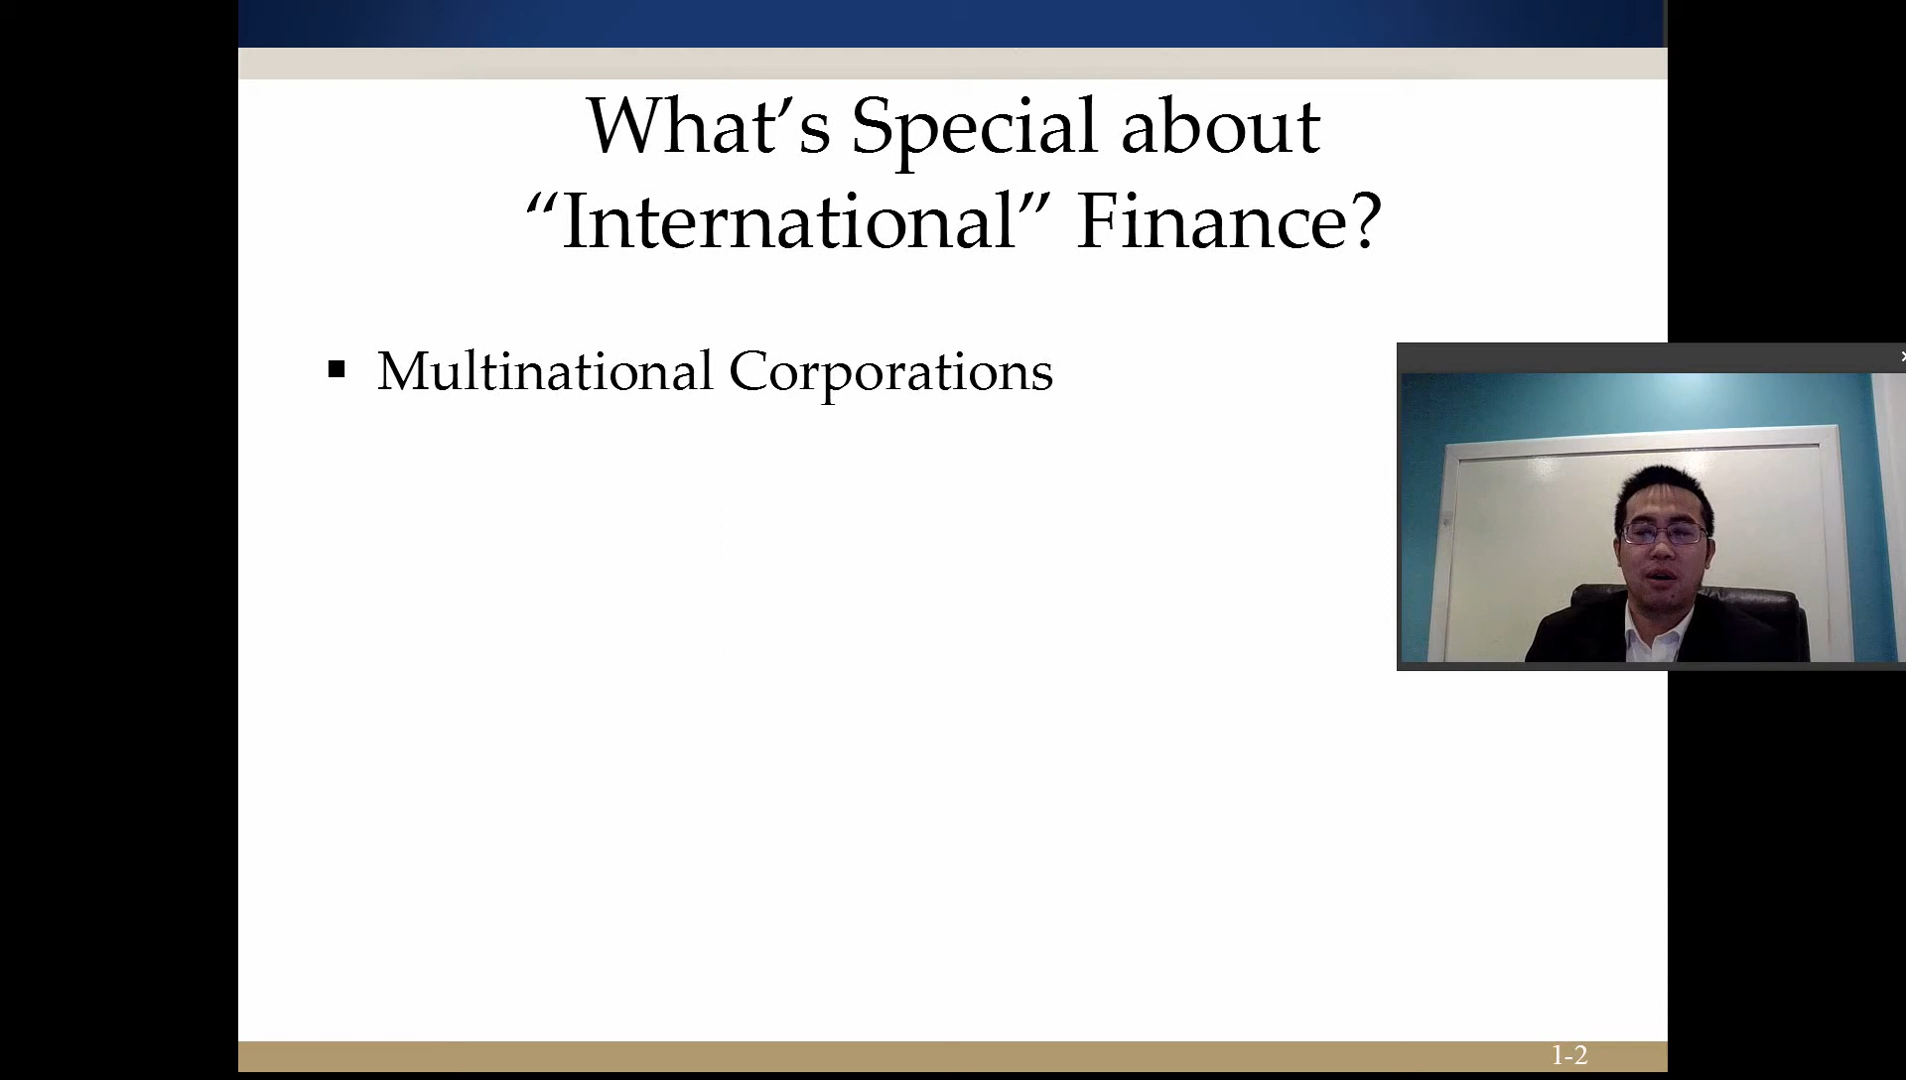 What’s Special about
“International” Finance?
▪ Multinational Corporations
1-2